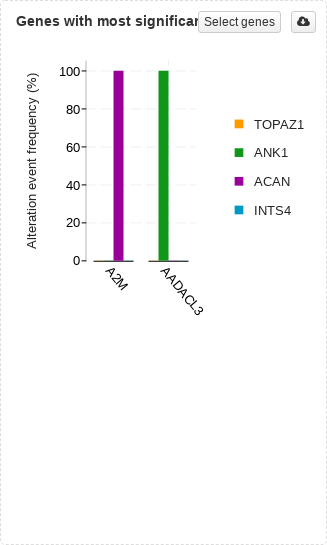 Genes with most significan
Select genes
Alteration event frequency (%)
100
80
60
40
20
0
A2M
AADACL3
TOPAZ1
ANK1
ACAN
INTS4